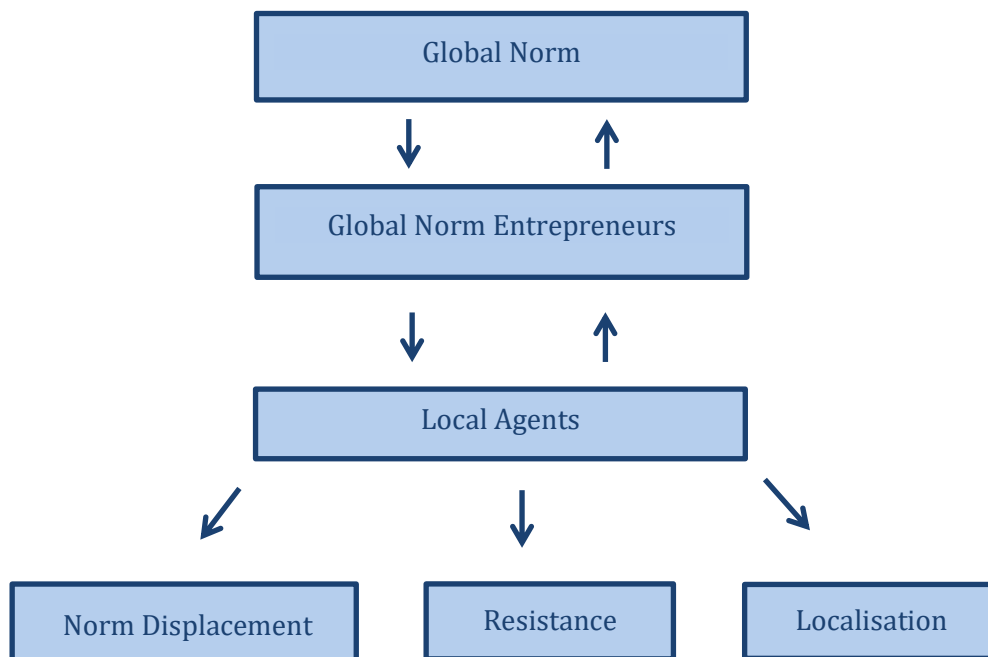 Global Norm
Global Norm Entrepreneurs
Local Agents
Norm Displacement
Resistance
Localisation